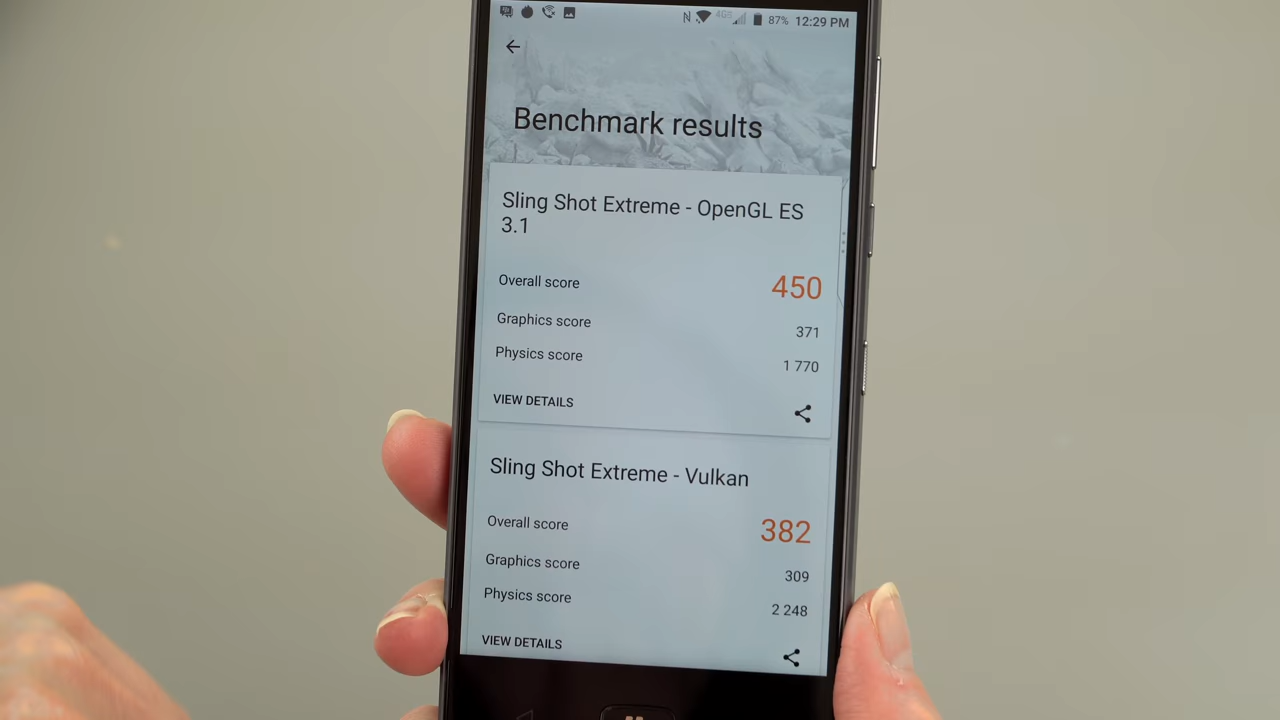 4G 87% 12:29 PM
Benchmark results
Sling Shot Extreme - OpenGL ES
3.1
Overall score 450
Graphics score 371
Physics score 1 770
VIEW DETAILS
Sling Shot Extreme - Vulkan
Overall score 382
Graphics score 309
Physics score 2 248
VIEW DETAILS